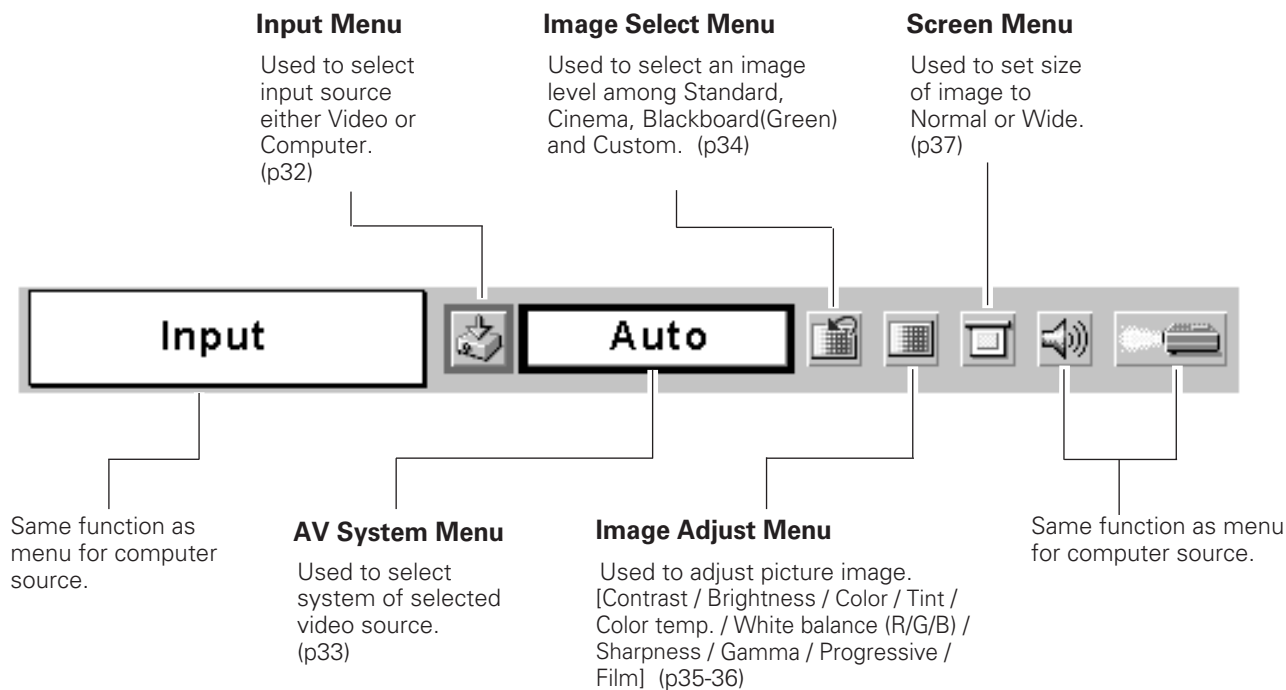 Input Menu
Used to select
input source
either Video or
Computer.
(p32)
Image Select Menu
Used to select an image
level among Standard,
Cinema, Blackboard(Green)
and Custom.  (p34)
Screen Menu
Used to set size
of image to
Normal or Wide.
(p37)
Input
Auto
Same function as
menu for computer
source.
AV System Menu
Used to select
system of selected
video source.
(p33)
Image Adjust Menu
Used to adjust picture image.
[Contrast / Brightness / Color / Tint /
Color temp. / White balance (R/G/B) /
Sharpness / Gamma / Progressive /
Film]  (p35-36)
Same function as menu
for computer source.